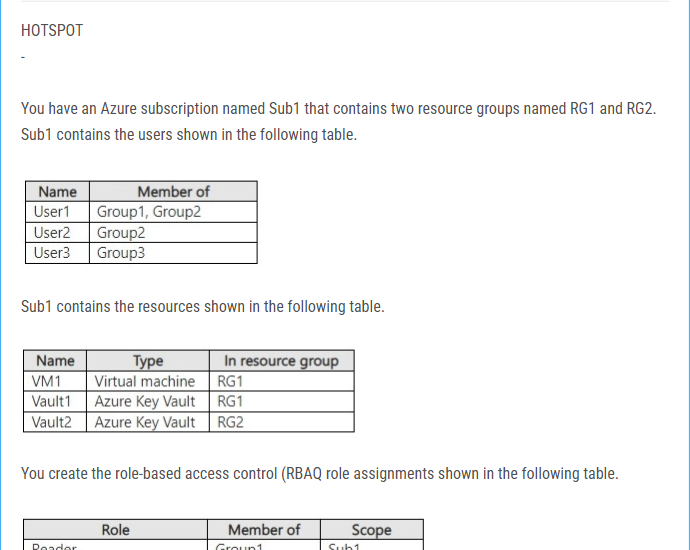 HOTSPOT
-
You have an Azure subscription named Sub1 that contains two resource groups named RG1 and RG2.
Sub1 contains the users shown in the following table.
Name Member of
User1 Group1, Group2
User2 Group2
User3 Group3
Sub1 contains the resources shown in the following table.
Name Type In resource group
VM1 Virtual machine RG1
Vault1 Azure Key Vault RG1
Vault2 Azure Key Vault RG2
You create the role-based access control (RBAQ role assignments shown in the following table.
Role Member of Scope
Reader Group1 Sub1